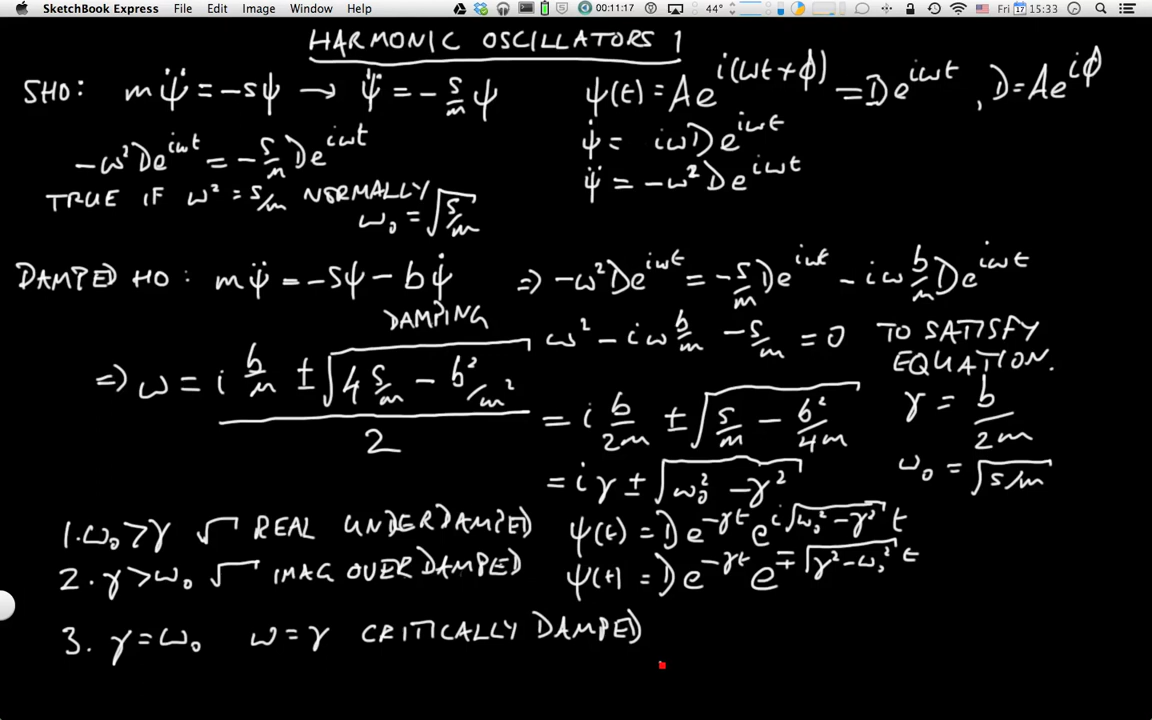 SketchBook Express File Edit Image Window Help 00:11:17 44° Fri 17 15:33
HARMONIC OSCILLATORS 1
SHO: mψ̈ = -sψ → ψ̈ = -s/m ψ
ψ(t) = Ae^{i(ωt+ϕ)} = De^{iωt}, D = Ae^{iϕ}
ψ̇ = iωDe^{iωt}
ψ̈ = -ω²De^{iωt}
-ω²De^{iωt} = -s/m De^{iωt}
TRUE IF ω² = s/m NORMALLY
ω₀ = √(s/m)
DAMPED HO: mψ̈ = -sψ - bψ̇ ⇒ -ω²De^{iωt} = -s/m De^{iωt} - iω b/m De^{iωt}
DAMPING
ω² - iω b/m - s/m = 0 TO SATISFY
EQUATION.
⇒ ω = (i b/m ± √(4 s/m - b²/m²))/2
= i b/2m ± √(s/m - b²/4m)
γ = b/2m
= iγ ± √(ω₀² - γ²)
ω₀ = √(s/m)
1. ω₀ > γ √ REAL UNDERDAMPED ψ(t) = De^{-γt} e^{i√(ω₀²-γ²) t}
2. γ > ω₀ √ IMAG OVERDAMPED ψ(t) = De^{-γt} e^{∓√(γ²-ω₀²) t}
3. γ = ω₀ ω = γ CRITICALLY DAMPED